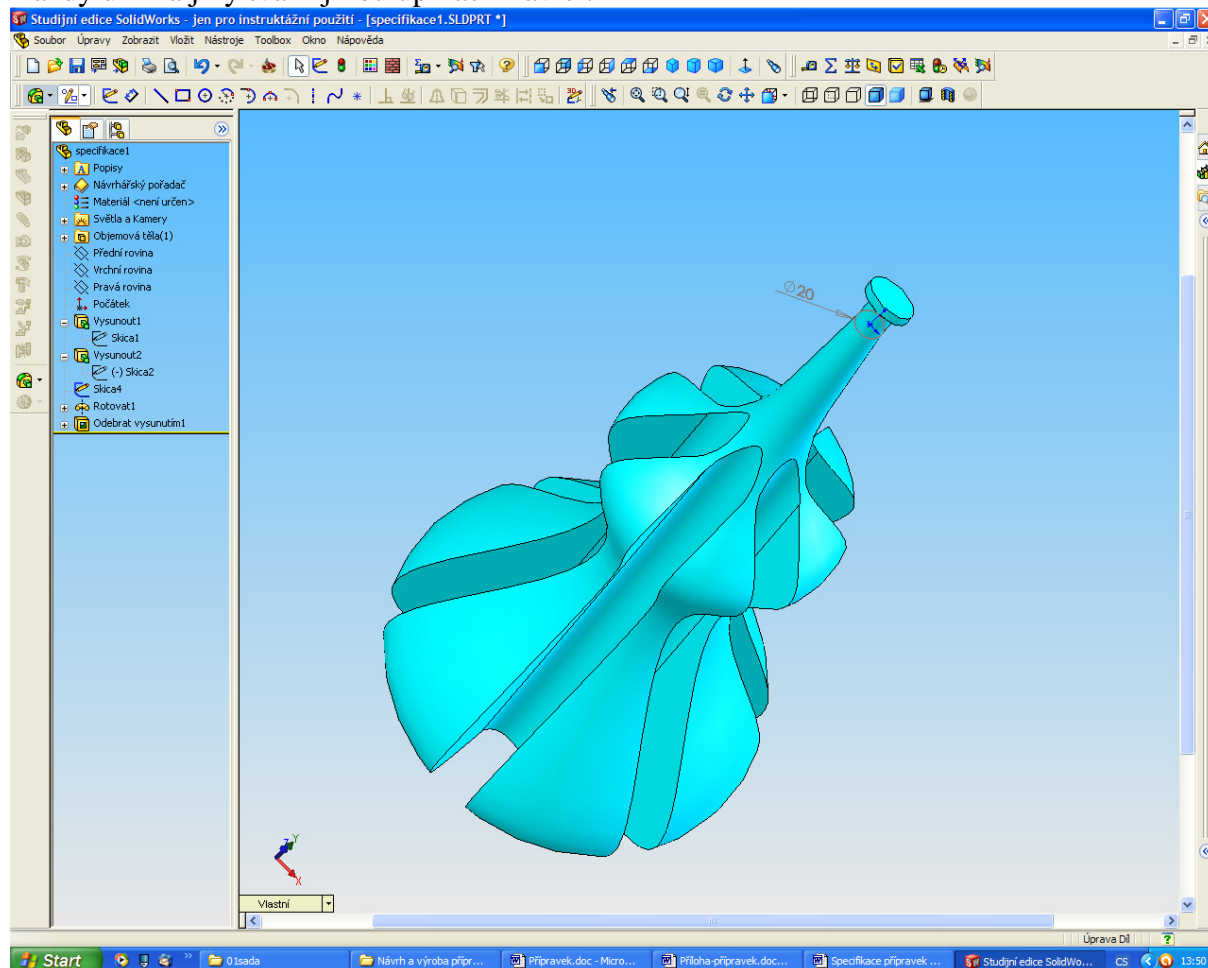 Studijní edice SolidWorks - jen pro instruktážní použití - [specifikace1.SLDPRT *]
Soubor Úpravy Zobrazit Vložit Nástroje Toolbox Okno Nápověda
specifikace1
Popisy
Návrhářský pořadač
Materiál <není určen>
Světla a Kamery
Objemová těla(1)
Přední rovina
Vrchní rovina
Pravá rovina
Počátek
Vysunout1
Skica1
Vysunout2
(-) Skica2
Skica4
Rotovat1
Odebrat vysunutím1
∅20
Y
Z
X
Vlastní
Úprava Díl
Start 01sada Návrh a výroba přípr... Přípravek.doc - Micro... Příloha-přípravek.doc... Specifikace přípravek ... Studijní edice SolidWo... CS 13:50